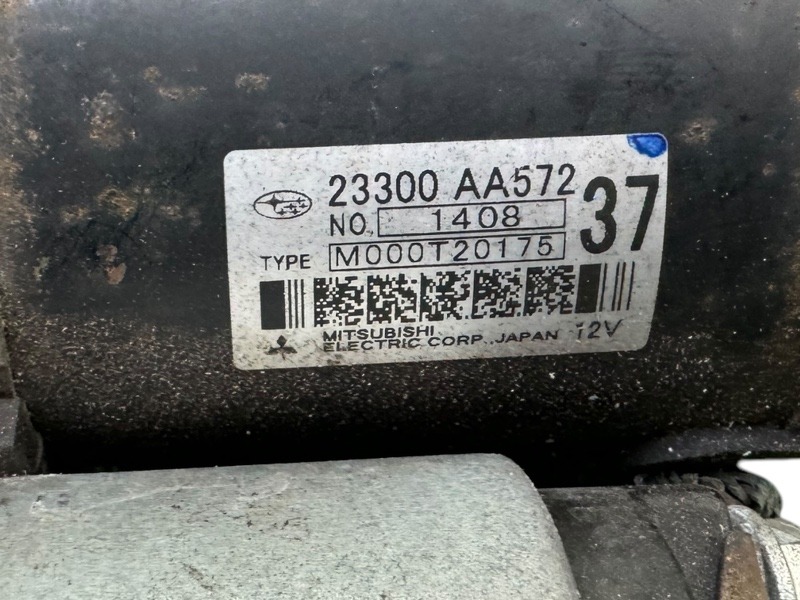 23300 AA572
NO. 1408
37
TYPE M000T20175
MITSUBISHI
ELECTRIC CORP., JAPAN 12V